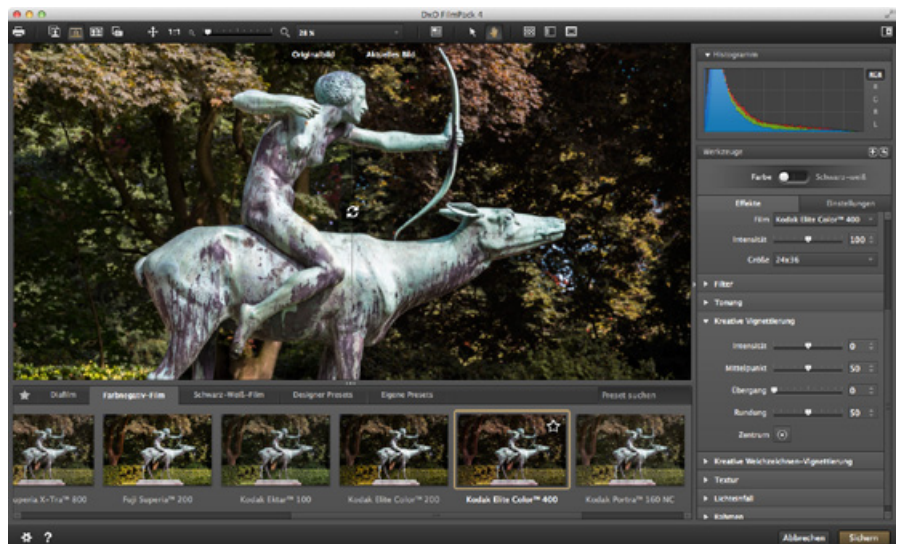 DxO FilmPack 4
1:1
28 %
Originalbild
Aktuelles Bild
Histogramm
RGB
R
G
B
L
Werkzeuge
Farbe
Schwarz-weiß
Effekte
Einstellungen
Film
Kodak Elite Color™ 400
Intensität
100
Größe
24x36
Filter
Tonung
Kreative Vignettierung
Intensität
0
Mittelpunkt
50
Übergang
0
Rundung
50
Zentrum
Kreative Weichzeichnen-Vignettierung
Textur
Lichteinfall
Rahmen
Diafilm
Farbnegativ-Film
Schwarz-Weiß-Film
Designer Presets
Eigene Presets
Preset suchen
uperia X-Tra™ 800
Fuji Superia™ 200
Kodak Ektar™ 100
Kodak Elite Color™ 200
Kodak Elite Color™ 400
Kodak Portra™ 160 NC
?
Abbrechen
Sichern